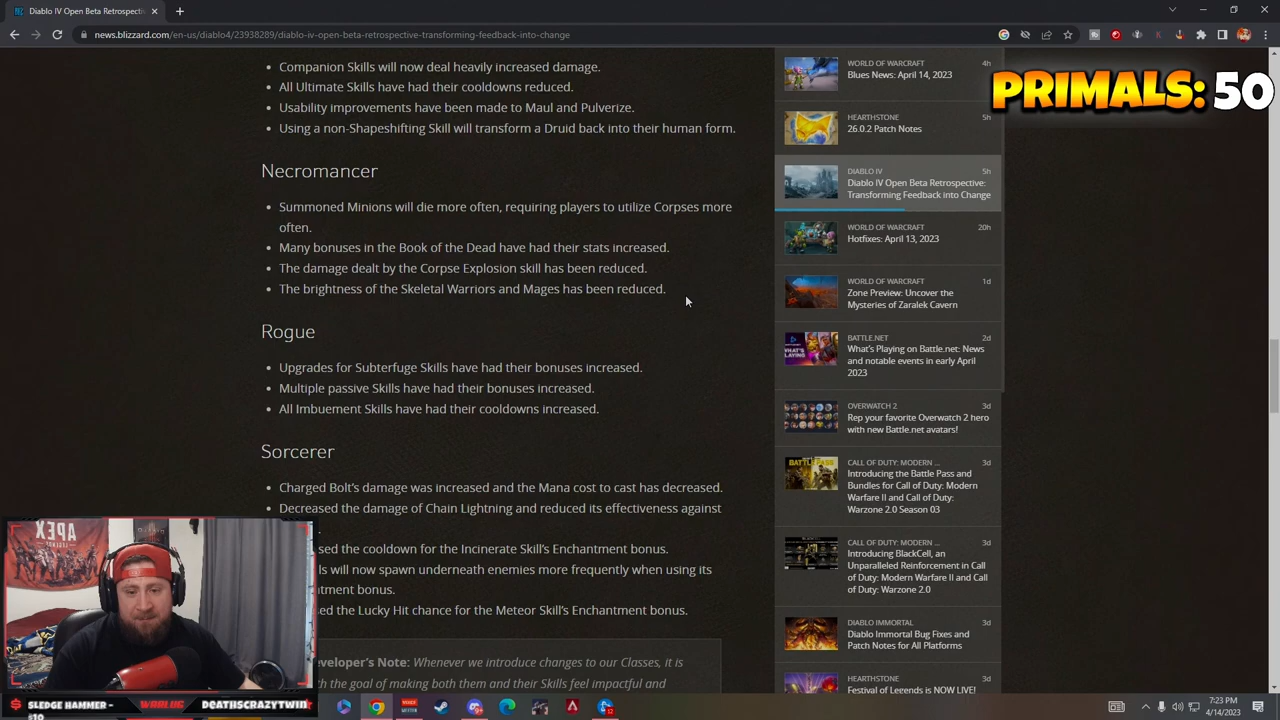 Diablo IV Open Beta Retrospectiv
news.blizzard.com/en-us/diablo4/23938289/diablo-iv-open-beta-retrospective-transforming-feedback-into-change
Companion Skills will now deal heavily increased damage.
All Ultimate Skills have had their cooldowns reduced.
Usability improvements have been made to Maul and Pulverize.
Using a non-Shapeshifting Skill will transform a Druid back into their human form.
Necromancer
Summoned Minions will die more often, requiring players to utilize Corpses more
often.
Many bonuses in the Book of the Dead have had their stats increased.
The damage dealt by the Corpse Explosion skill has been reduced.
The brightness of the Skeletal Warriors and Mages has been reduced.
Rogue
Upgrades for Subterfuge Skills have had their bonuses increased.
Multiple passive Skills have had their bonuses increased.
All Imbuement Skills have had their cooldowns increased.
Sorcerer
Charged Bolt's damage was increased and the Mana cost to cast has decreased.
Decreased the damage of Chain Lightning and reduced its effectiveness against
sed the cooldown for the Incinerate Skill's Enchantment bonus.
ls will now spawn underneath enemies more frequently when using its
ntment bonus.
ed the Lucky Hit chance for the Meteor Skill's Enchantment bonus.
veloper's Note: Whenever we introduce changes to our Classes, it is
h the goal of making both them and their Skills feel impactful and
WORLD OF WARCRAFT 4h
Blues News: April 14, 2023
HEARTHSTONE 5h
26.0.2 Patch Notes
DIABLO IV 5h
Diablo IV Open Beta Retrospective:
Transforming Feedback into Change
WORLD OF WARCRAFT 20h
Hotfixes: April 13, 2023
WORLD OF WARCRAFT 1d
Zone Preview: Uncover the
Mysteries of Zaralek Cavern
BATTLE.NET 2d
What's Playing on Battle.net: News
and notable events in early April
2023
OVERWATCH 2 3d
Rep your favorite Overwatch 2 hero
with new Battle.net avatars!
CALL OF DUTY: MODERN ... 3d
Introducing the Battle Pass and
Bundles for Call of Duty: Modern
Warfare II and Call of Duty:
Warzone 2.0 Season 03
CALL OF DUTY: MODERN ... 3d
Introducing BlackCell, an
Unparalleled Reinforcement in Call
of Duty: Modern Warfare II and Call
of Duty: Warzone 2.0
DIABLO IMMORTAL 3d
Diablo Immortal Bug Fixes and
Patch Notes for All Platforms
HEARTHSTONE 3d
Festival of Legends is NOW LIVE!
PRIMALS: 50
APEX
SLEDGE HAMMER -
$10
WARLUG
DEATHSCRAZYTWIN
7:23 PM
4/14/2023